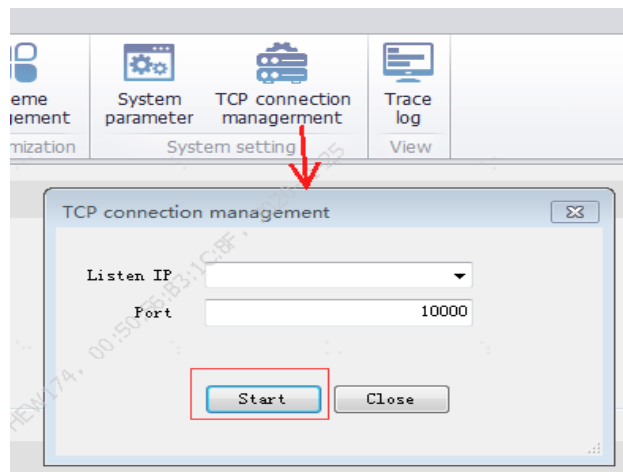 eme
System
TCP connection
Trace
ement
parameter
managerment
log
mization
System setting
View
TCP connection management
Listen IP
Port
10000
Start
Close